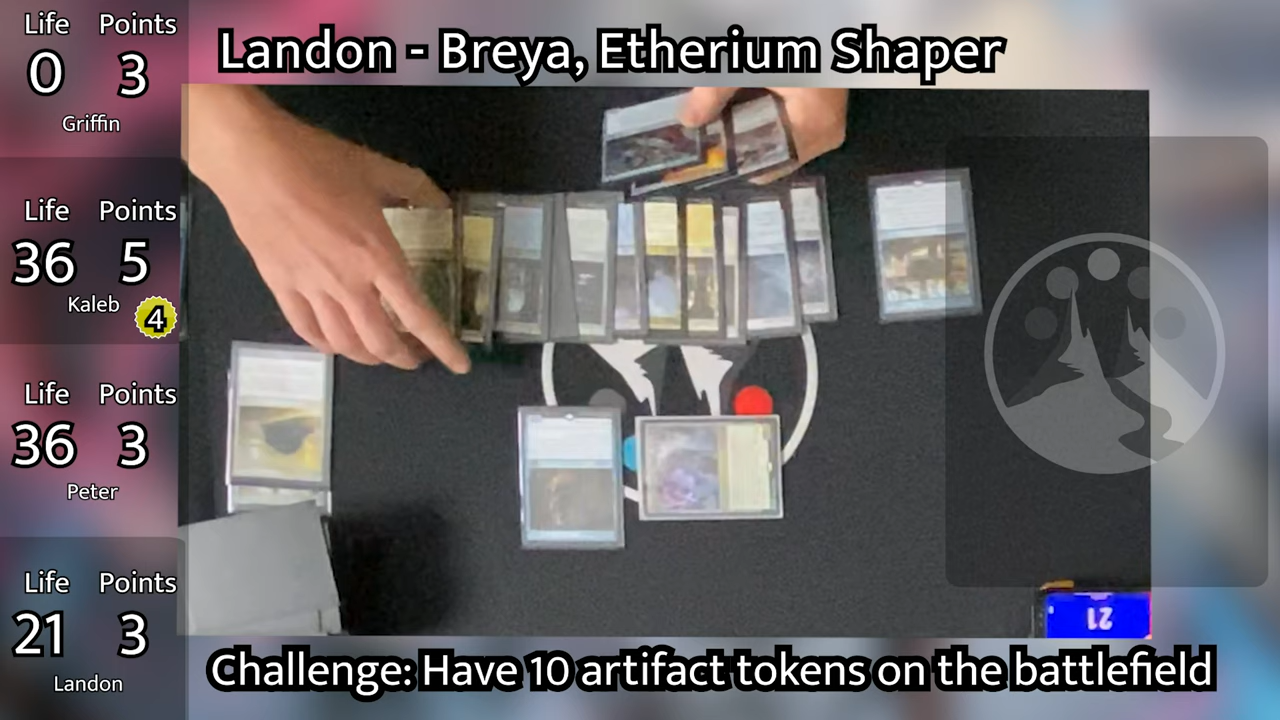 Life Points
0 3
Griffin
Landon - Breya, Etherium Shaper
Life Points
36 5
Kaleb
4
Life Points
36 3
Peter
Life Points
21 3
Landon
21
Challenge: Have 10 artifact tokens on the battlefield